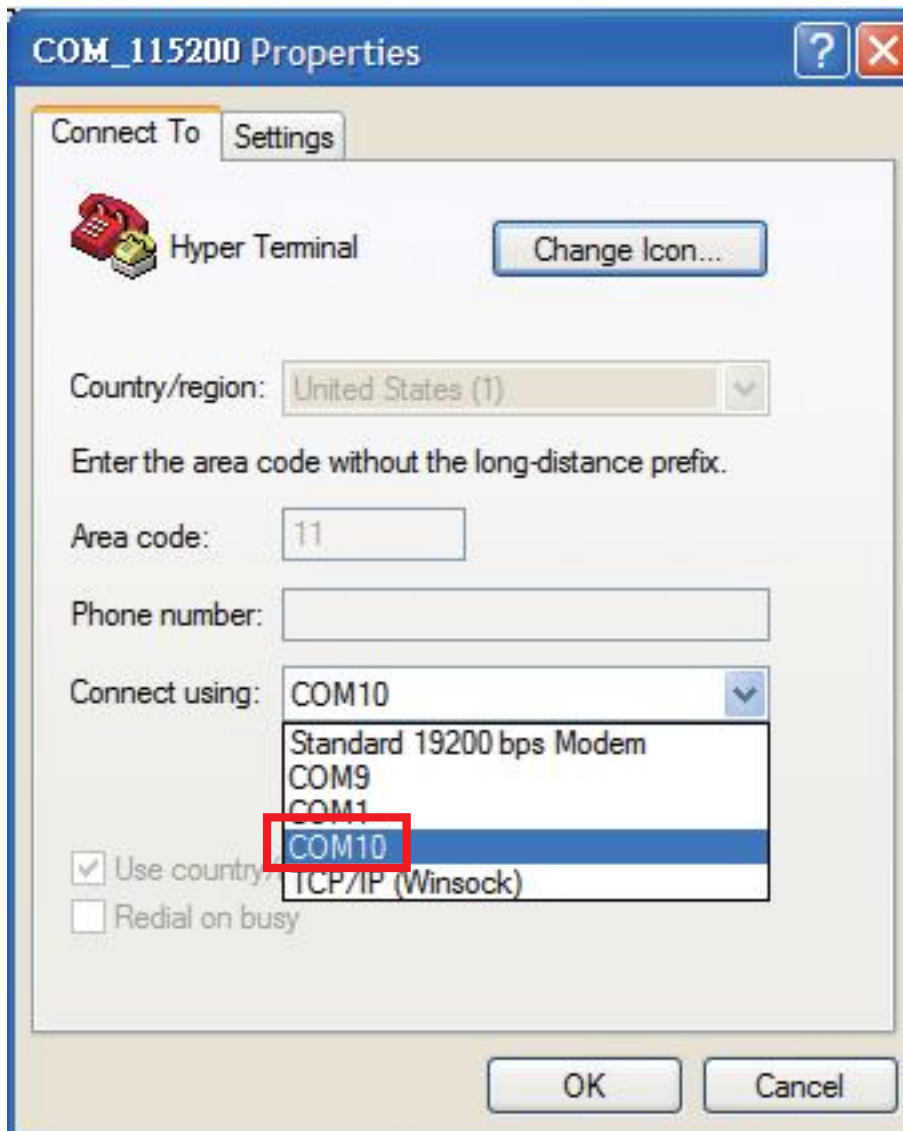 COM_115200 Properties
Connect To Settings
Hyper Terminal Change Icon...
Country/region: United States (1)
Enter the area code without the long-distance prefix.
Area code: 11
Phone number:
Connect using: COM10
Standard 19200 bps Modem
COM9
COM1
COM10
Use country/
TCP/IP (Winsock)
Redial on busy
OK Cancel